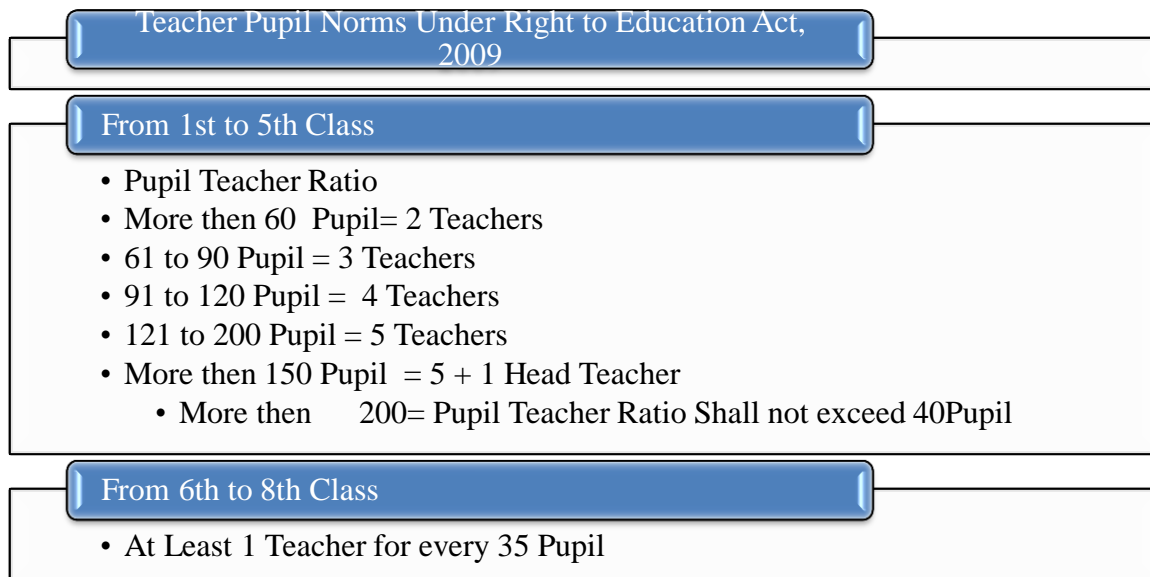 Teacher Pupil Norms Under Right to Education Act,
2009
From 1st to 5th Class
• Pupil Teacher Ratio
• More then 60 Pupil= 2 Teachers
• 61 to 90 Pupil = 3 Teachers
• 91 to 120 Pupil = 4 Teachers
• 121 to 200 Pupil = 5 Teachers
• More then 150 Pupil = 5 + 1 Head Teacher
• More then 200= Pupil Teacher Ratio Shall not exceed 40Pupil
From 6th to 8th Class
• At Least 1 Teacher for every 35 Pupil